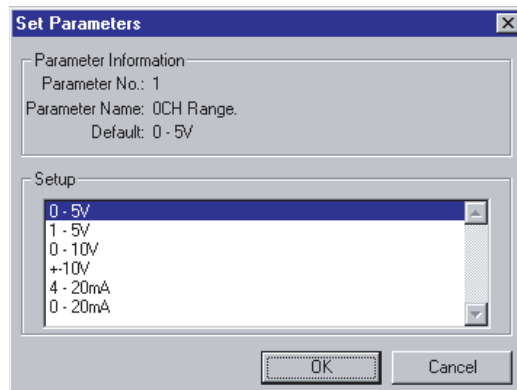 Set Parameters
Parameter Information
Parameter No.: 1
Parameter Name: 0CH Range.
Default: 0 - 5V
Setup
0 - 5V
1 - 5V
0 - 10V
+-10V
4 - 20mA
0 - 20mA
OK
Cancel